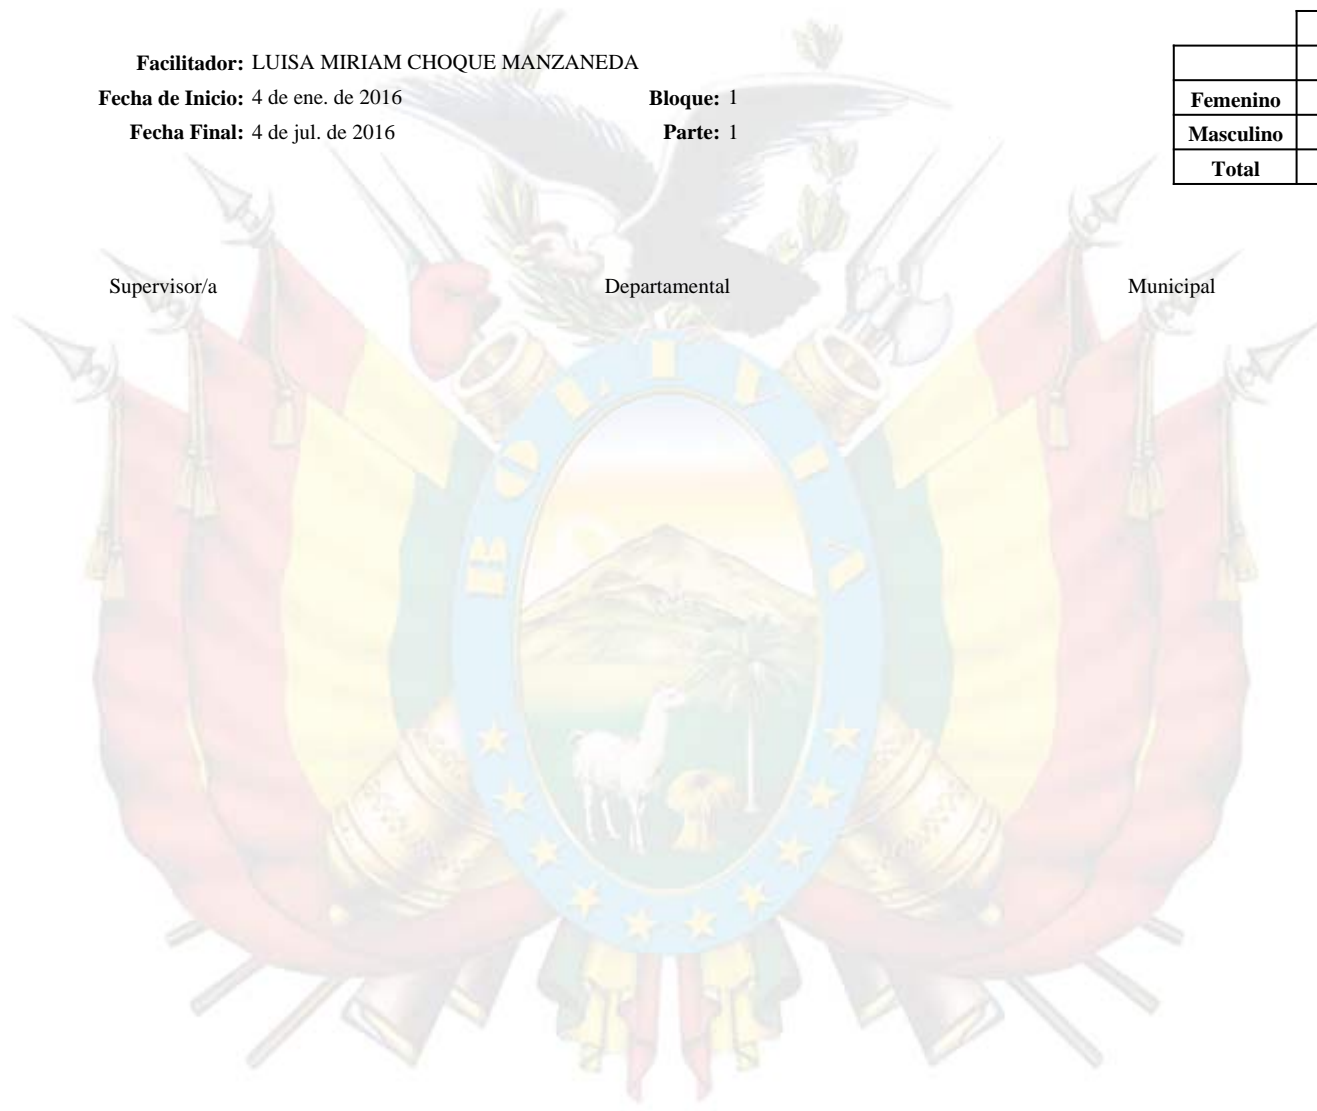 Facilitador: LUISA MIRIAM CHOQUE MANZANEDA
Fecha de Inicio: 4 de ene. de 2016 Bloque: 1
Fecha Final: 4 de jul. de 2016 Parte: 1
Femenino
Masculino
Total
Supervisor/a Departamental Municipal
BOLIVIA